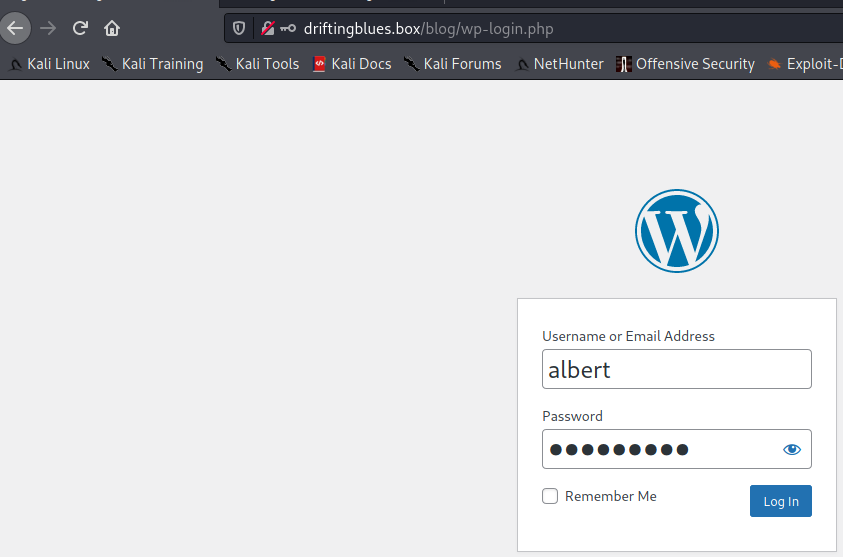 driftingblues.box/blog/wp-login.php
Kali Linux Kali Training Kali Tools Kali Docs Kali Forums NetHunter Offensive Security Exploit-D
Username or Email Address
albert
Password
●●●●●●●●●
Remember Me Log In